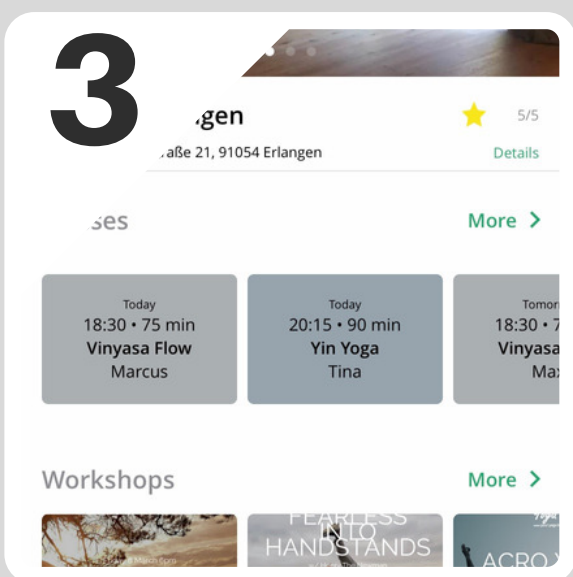 3
gen
5/5
aße 21, 91054 Erlangen
Details
ses
More
Today
18:30 • 75 min
Vinyasa Flow
Marcus
Today
20:15 • 90 min
Yin Yoga
Tina
Tomor
18:30 • 7
Vinyasa
Ma
Workshops
More
FEARLESS
INTO
HANDSTANDS
ACRO